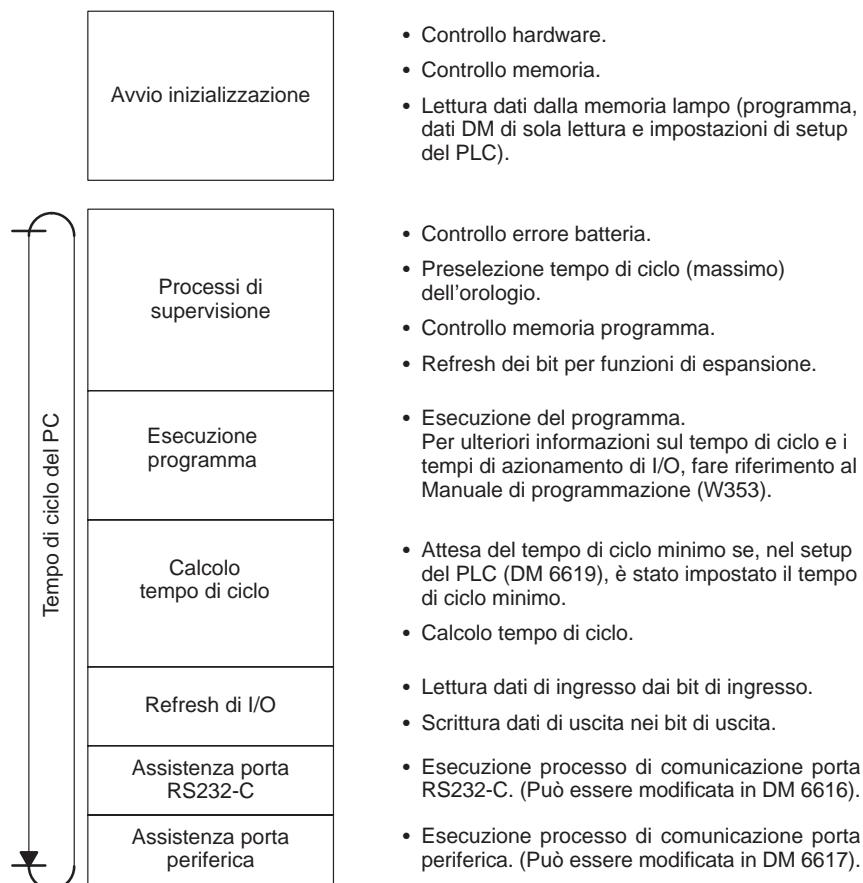 Avvio inizializzazione
• Controllo hardware.
• Controllo memoria.
• Lettura dati dalla memoria lampo (programma,
dati DM di sola lettura e impostazioni di setup
del PLC).
Tempo di ciclo del PC
Processi di
supervisione
• Controllo errore batteria.
• Preselezione tempo di ciclo (massimo)
dell'orologio.
• Controllo memoria programma.
• Refresh dei bit per funzioni di espansione.
Esecuzione
programma
• Esecuzione del programma.
Per ulteriori informazioni sul tempo di ciclo e i
tempi di azionamento di I/O, fare riferimento al
Manuale di programmazione (W353).
Calcolo
tempo di ciclo
• Attesa del tempo di ciclo minimo se, nel setup
del PLC (DM 6619), è stato impostato il tempo
di ciclo minimo.
• Calcolo tempo di ciclo.
Refresh di I/O
• Lettura dati di ingresso dai bit di ingresso.
• Scrittura dati di uscita nei bit di uscita.
Assistenza porta
RS232-C
• Esecuzione processo di comunicazione porta
RS232-C. (Può essere modificata in DM 6616).
Assistenza porta
periferica
• Esecuzione processo di comunicazione porta
periferica. (Può essere modificata in DM 6617).